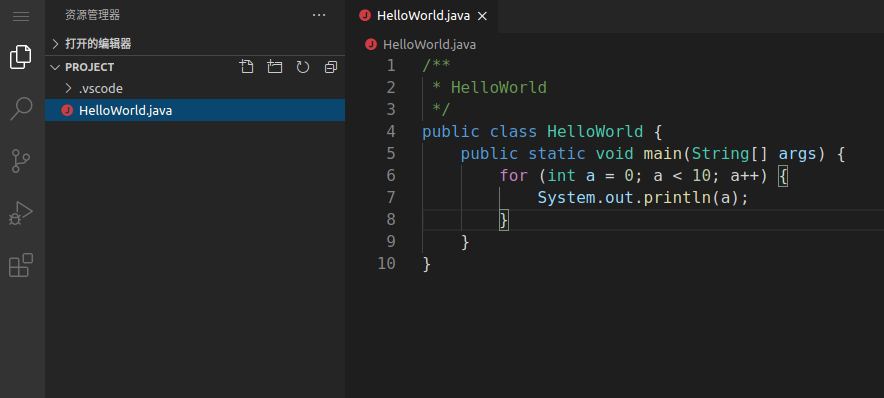 资源管理器
打开的编辑器
PROJECT
.vscode
HelloWorld.java
HelloWorld.java
HelloWorld.java
1 /**
2  * HelloWorld
3  */
4 public class HelloWorld {
5     public static void main(String[] args) {
6         for (int a = 0; a < 10; a++) {
7             System.out.println(a);
8         }
9     }
10 }